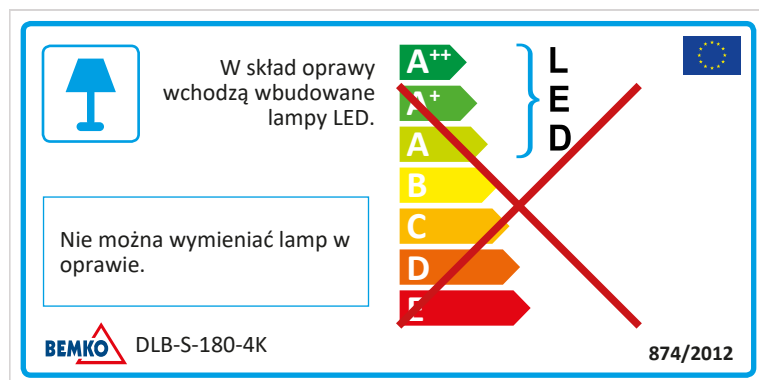 W skład oprawy
wchodzą wbudowane
lampy LED.
A++
A+
A
B
C
D
E
L
E
D
Nie można wymieniać lamp w
oprawie.
BEMKO
DLB-S-180-4K
874/2012